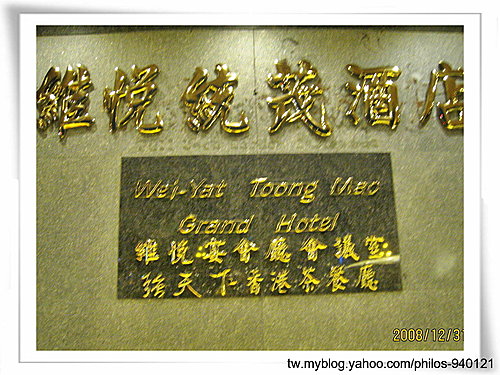 維悅統茂酒店
Wei-Yat Toong Mao
Grand Hotel
維悅宴會廳會議室
擔天下香港茶餐廳
2008/12/31
tw.myblog.yahoo.com/philos-940121